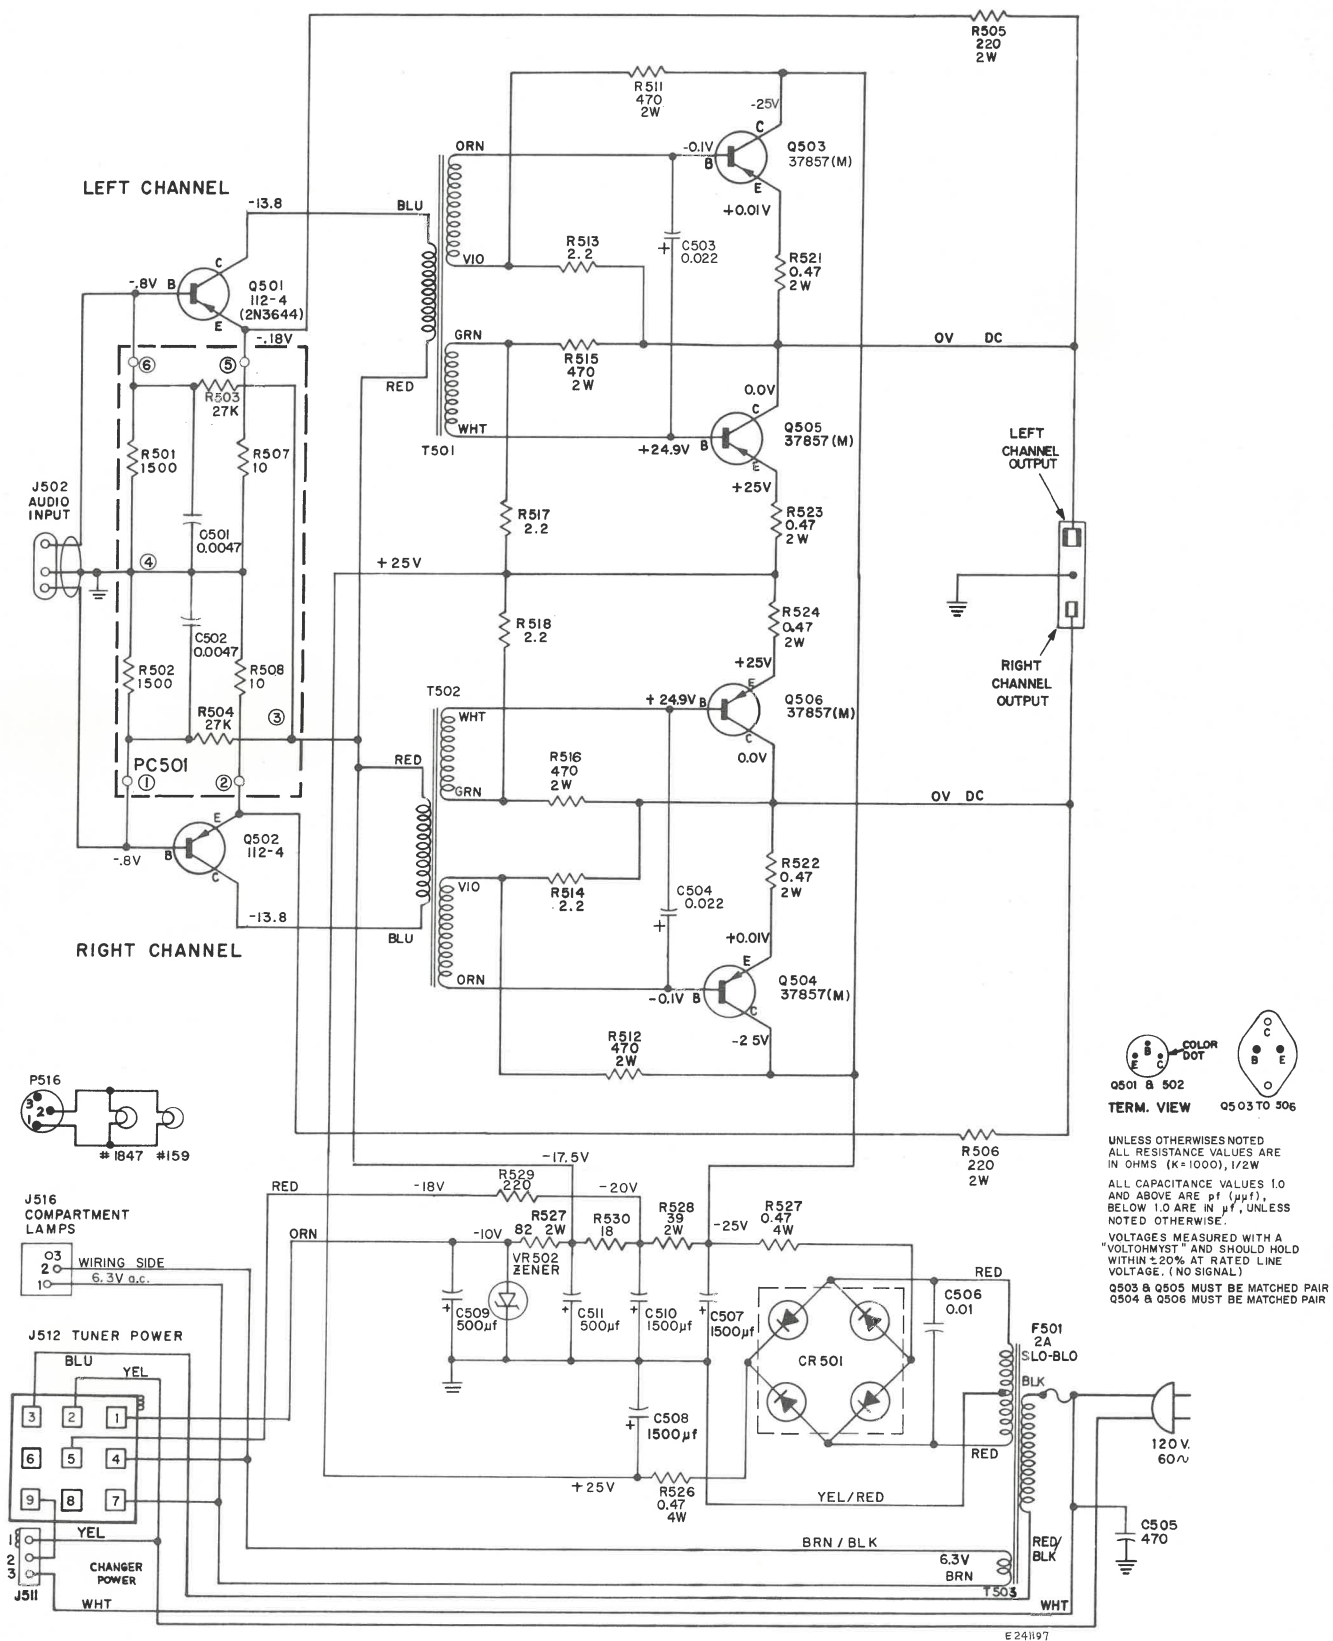 R505
220
2W
R511
470
2W
-25V
C
ORN
-0.1V
B
Q503
37857(M)
E
+0.01V
LEFT CHANNEL
-13.8
BLU
R513
2.2
VIO
+
C503
0.022
R521
0.47
2W
C
-.8V
B
Q501
112-4
(2N3644)
E
-.18V
GRN
R515
470
2W
0V DC
6
5
RED
R503
27K
0.0V
C
WHT
T501
+24.9V
B
Q505
37857(M)
E
+25V
LEFT
CHANNEL
OUTPUT
R501
1500
R507
10
J502
AUDIO
INPUT
C501
0.0047
R517
2.2
R523
0.47
2W
4
+25V
C502
0.0047
R518
2.2
R524
0.47
2W
R502
1500
R508
10
+25V
E
RIGHT
CHANNEL
OUTPUT
T502
WHT
+24.9V
B
Q506
37857(M)
C
0.0V
R504
27K
3
PC501
1
2
RED
R516
470
2W
GRN
0V DC
E
Q502
112-4
-.8V
B
C
R522
0.47
2W
VIO
R514
2.2
C504
0.022
+
-13.8
BLU
RIGHT CHANNEL
+0.01V
E
ORN
-0.1V
B
Q504
37857(M)
C
-25V
R512
470
2W
COLOR
DOT
B
E
C
Q501 & 502
C
B
E
TERM. VIEW
Q503 TO 506
P516
3
2
1
#1847
#159
R506
220
2W
UNLESS OTHERWISES NOTED
ALL RESISTANCE VALUES ARE
IN OHMS (K=1000), 1/2W
ALL CAPACITANCE VALUES 1.0
AND ABOVE ARE pf (µµf),
BELOW 1.0 ARE IN µf, UNLESS
NOTED OTHERWISE.
VOLTAGES MEASURED WITH A
"VOLTOHMYST" AND SHOULD HOLD
WITHIN ±20% AT RATED LINE
VOLTAGE. (NO SIGNAL)
Q503 & Q505 MUST BE MATCHED PAIR
Q504 & Q506 MUST BE MATCHED PAIR
-17.5V
RED
-18V
R529
220
-20V
J516
COMPARTMENT
LAMPS
ORN
-10V
R527
82 2W
R530
18
R528
39
2W
-25V
R527
0.47
4W
3
2
1
WIRING SIDE
6.3V a.c.
VR502
ZENER
RED
+
C509
500µf
+
C511
500µf
+
C510
1500µf
+
C507
1500µf
C506
0.01
J512 TUNER POWER
BLU
YEL
CR501
F501
2A
SLO-BLO
BLK
3
2
1
6
5
4
9
8
7
+
C508
1500µf
RED
120 V.
60~
+25V
R526
0.47
4W
YEL/RED
C505
470
YEL
1
2
3
CHANGER
POWER
J511
BRN / BLK
6.3V
BRN
RED/
BLK
T503
WHT
WHT
E241197